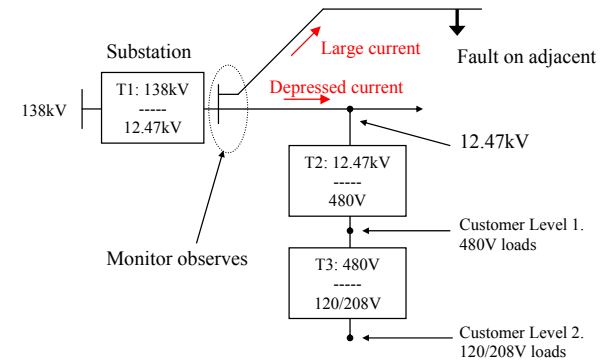 Substation
Large current
Fault on adjacent
T1: 138kV
-----
12.47kV
138kV
Depressed current
12.47kV
T2: 12.47kV
-----
480V
Customer Level 1.
480V loads
Monitor observes
T3: 480V
-----
120/208V
Customer Level 2.
120/208V loads